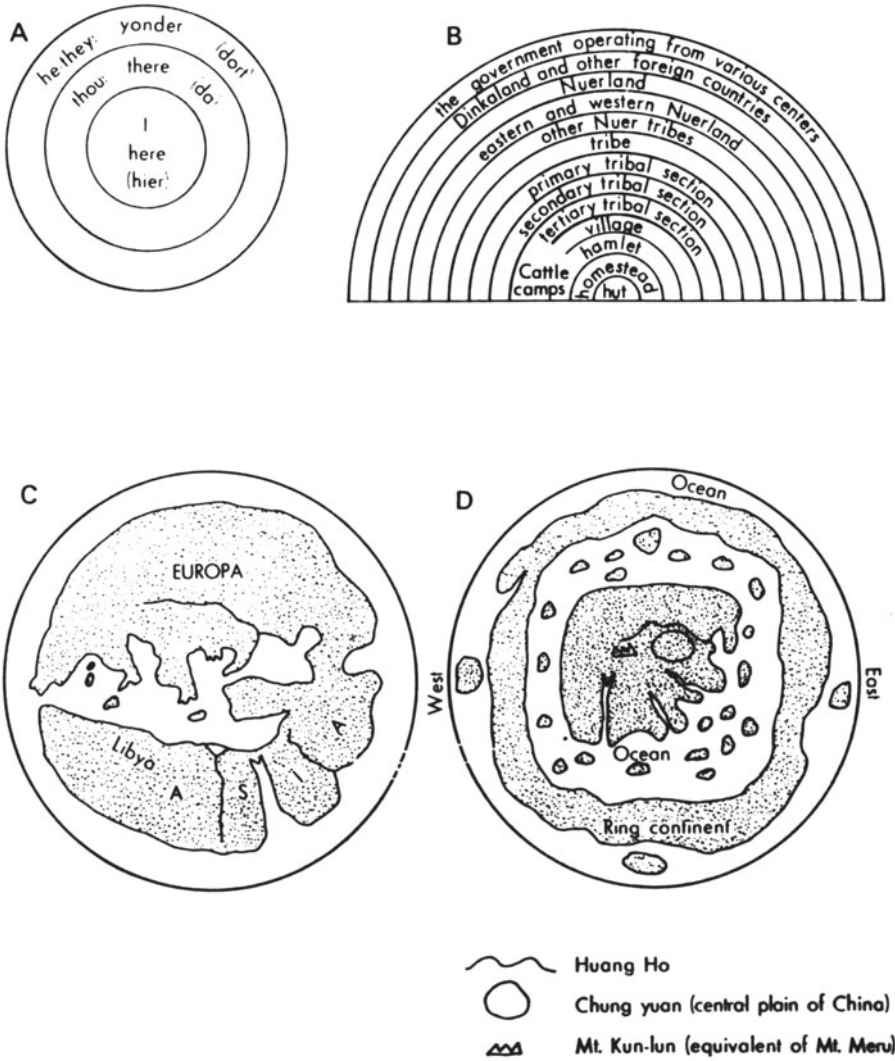 A
he·they: yonder (dort)
thou: there (da)
I
here
(hier)
B
the government operating from various centers
Dinkaland and other foreign countries
Nuerland
eastern and western Nuerland
other Nuer tribes
tribe
primary tribal section
secondary tribal section
tertiary tribal section
village
hamlet
homestead
hut
Cattle
camps
C
EUROPA
Libya
A S I A
D
Ocean
West
East
Ocean
Ring continent
Huang Ho
Chung yuan (central plain of China)
Mt. Kun-lun (equivalent of Mt. Meru)